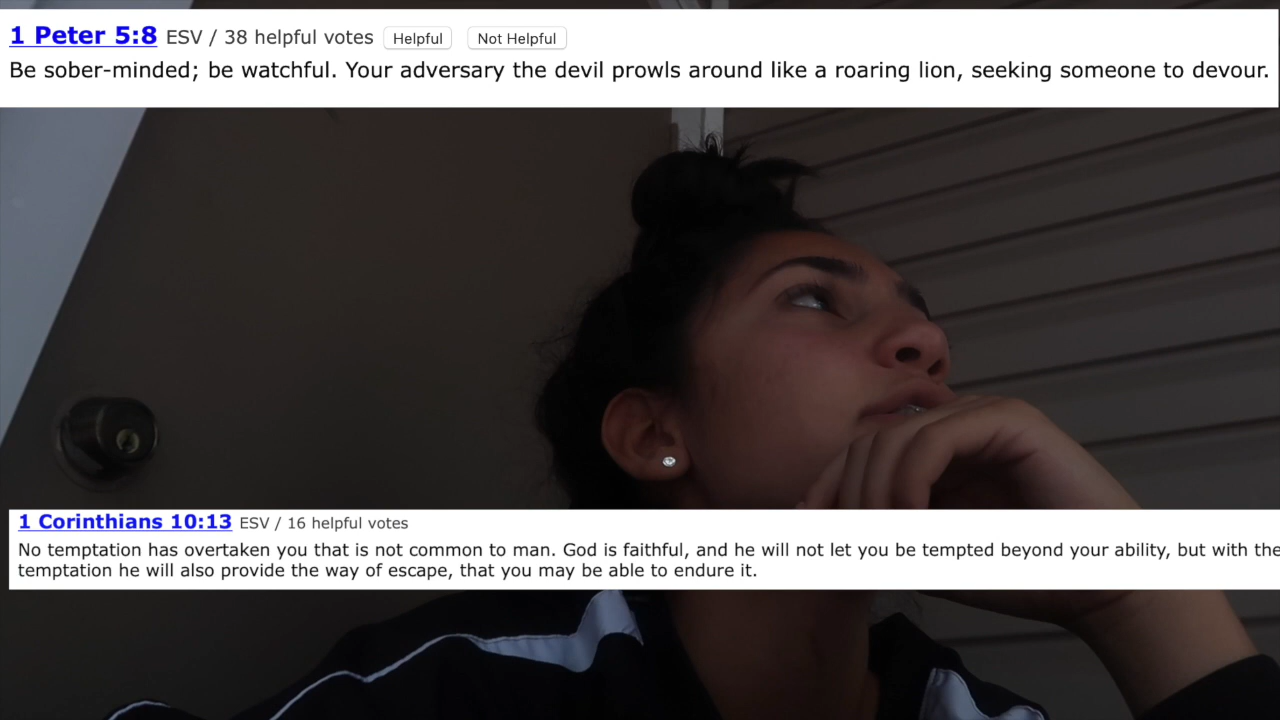 1 Peter 5:8 ESV / 38 helpful votes Helpful Not Helpful
Be sober-minded; be watchful. Your adversary the devil prowls around like a roaring lion, seeking someone to devour.
1 Corinthians 10:13 ESV / 16 helpful votes
No temptation has overtaken you that is not common to man. God is faithful, and he will not let you be tempted beyond your ability, but with the
temptation he will also provide the way of escape, that you may be able to endure it.